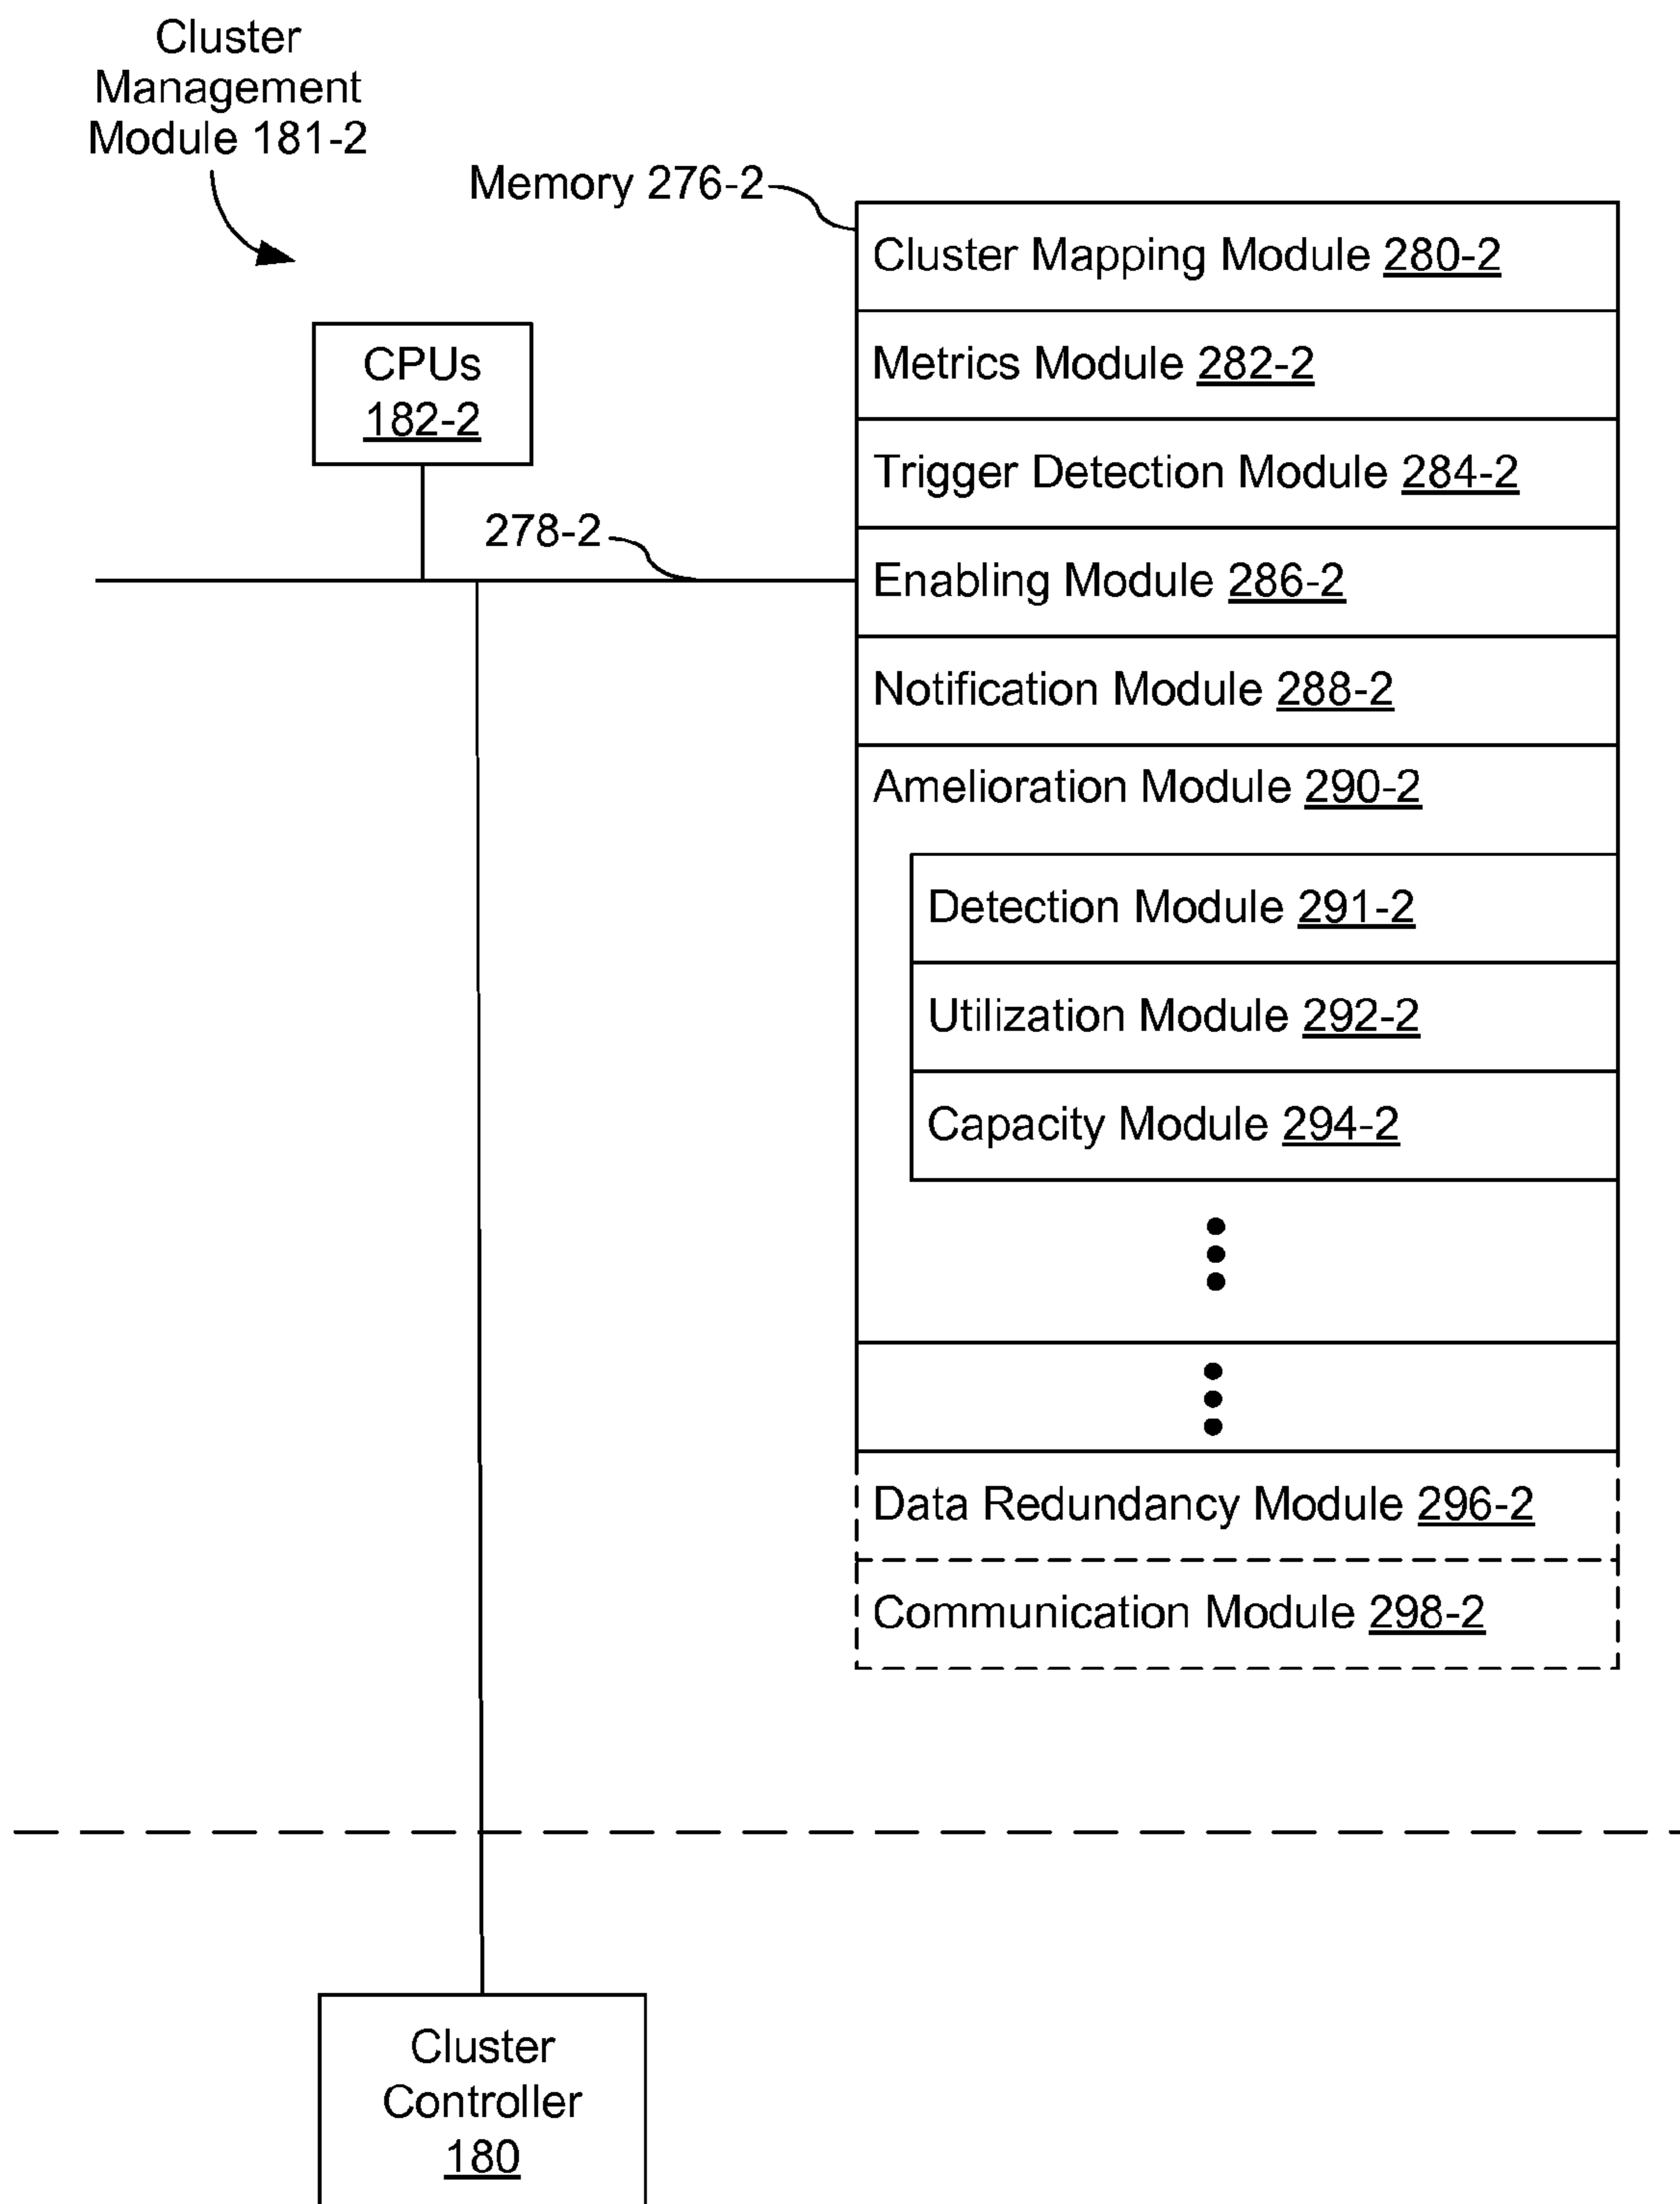 Cluster
Management
Module 181-2
Memory 276-2
Cluster Mapping Module 280-2
CPUs
182-2
Metrics Module 282-2
Trigger Detection Module 284-2
278-2
Enabling Module 286-2
Notification Module 288-2
Amelioration Module 290-2
Detection Module 291-2
Utilization Module 292-2
Capacity Module 294-2
Data Redundancy Module 296-2
Communication Module 298-2
Cluster
Controller
180